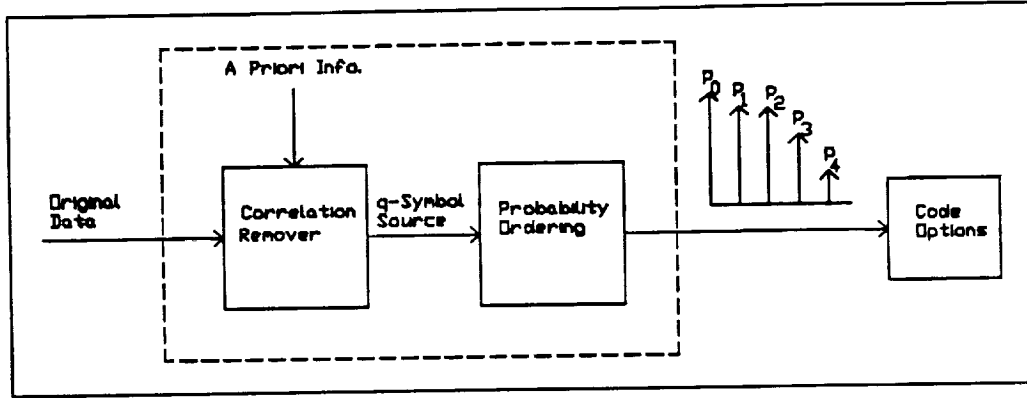 A Priori Info.
P0
P1
P2
P3
P4
Original
Data
Correlation
Remover
q-Symbol
Source
Probability
Ordering
Code
Options